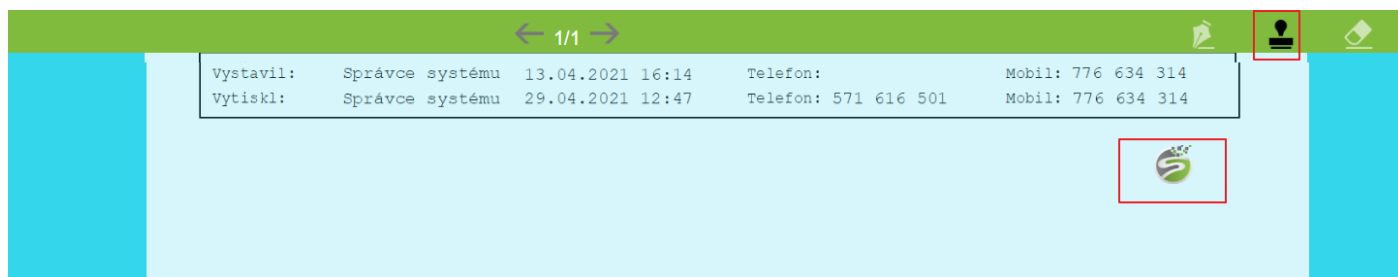 1/1
Vystavil: Správce systému 13.04.2021 16:14 Telefon: Mobil: 776 634 314
Vytiskl: Správce systému 29.04.2021 12:47 Telefon: 571 616 501 Mobil: 776 634 314